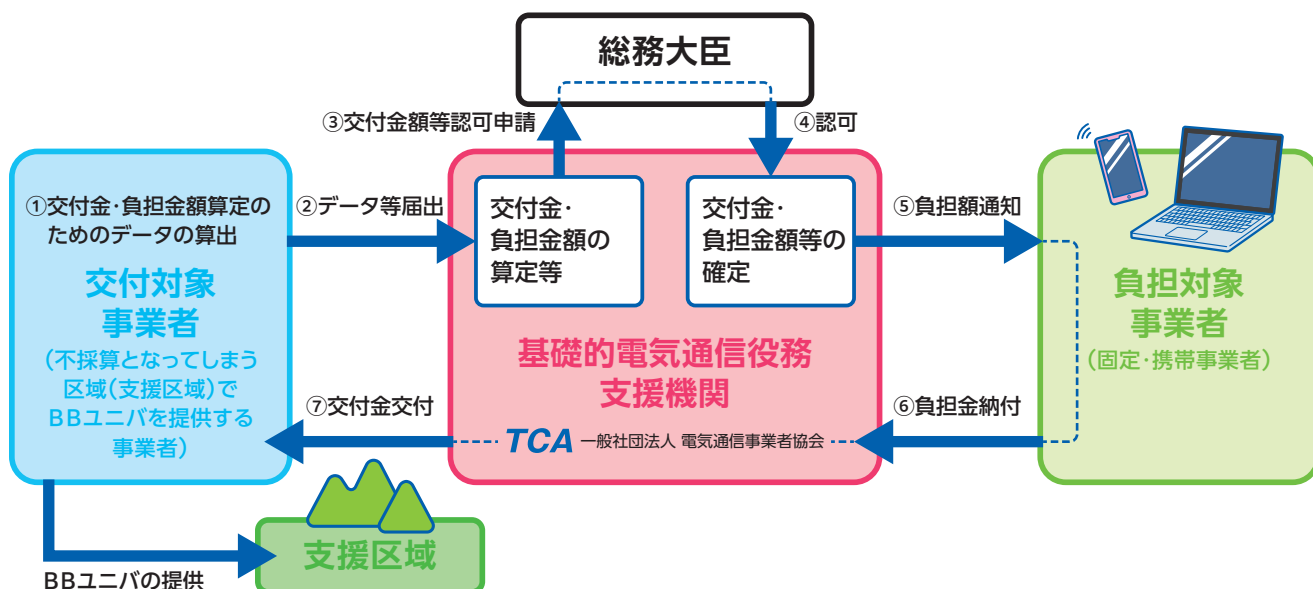 総務大臣
③交付金額等認可申請
④認可
①交付金・負担金額算定の
ためのデータの算出
交付対象
事業者
(不採算となってしまう
区域(支援区域)で
BBユニバを提供する
事業者)
②データ等届出
交付金・
負担金額の
算定等
交付金・
負担金額等の
確定
⑤負担額通知
基礎的電気通信役務
支援機関
TCA 一般社団法人 電気通信事業者協会
負担対象
事業者
(固定・携帯事業者)
⑥負担金納付
⑦交付金交付
支援区域
BBユニバの提供